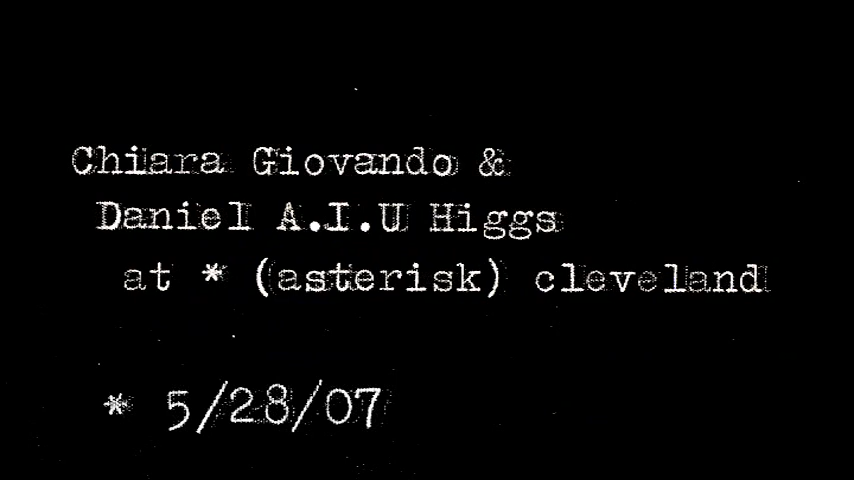 Chiara Giovando &
Daniel A.I.U Higgs
at * (asterisk) cleveland
* 5/28/07